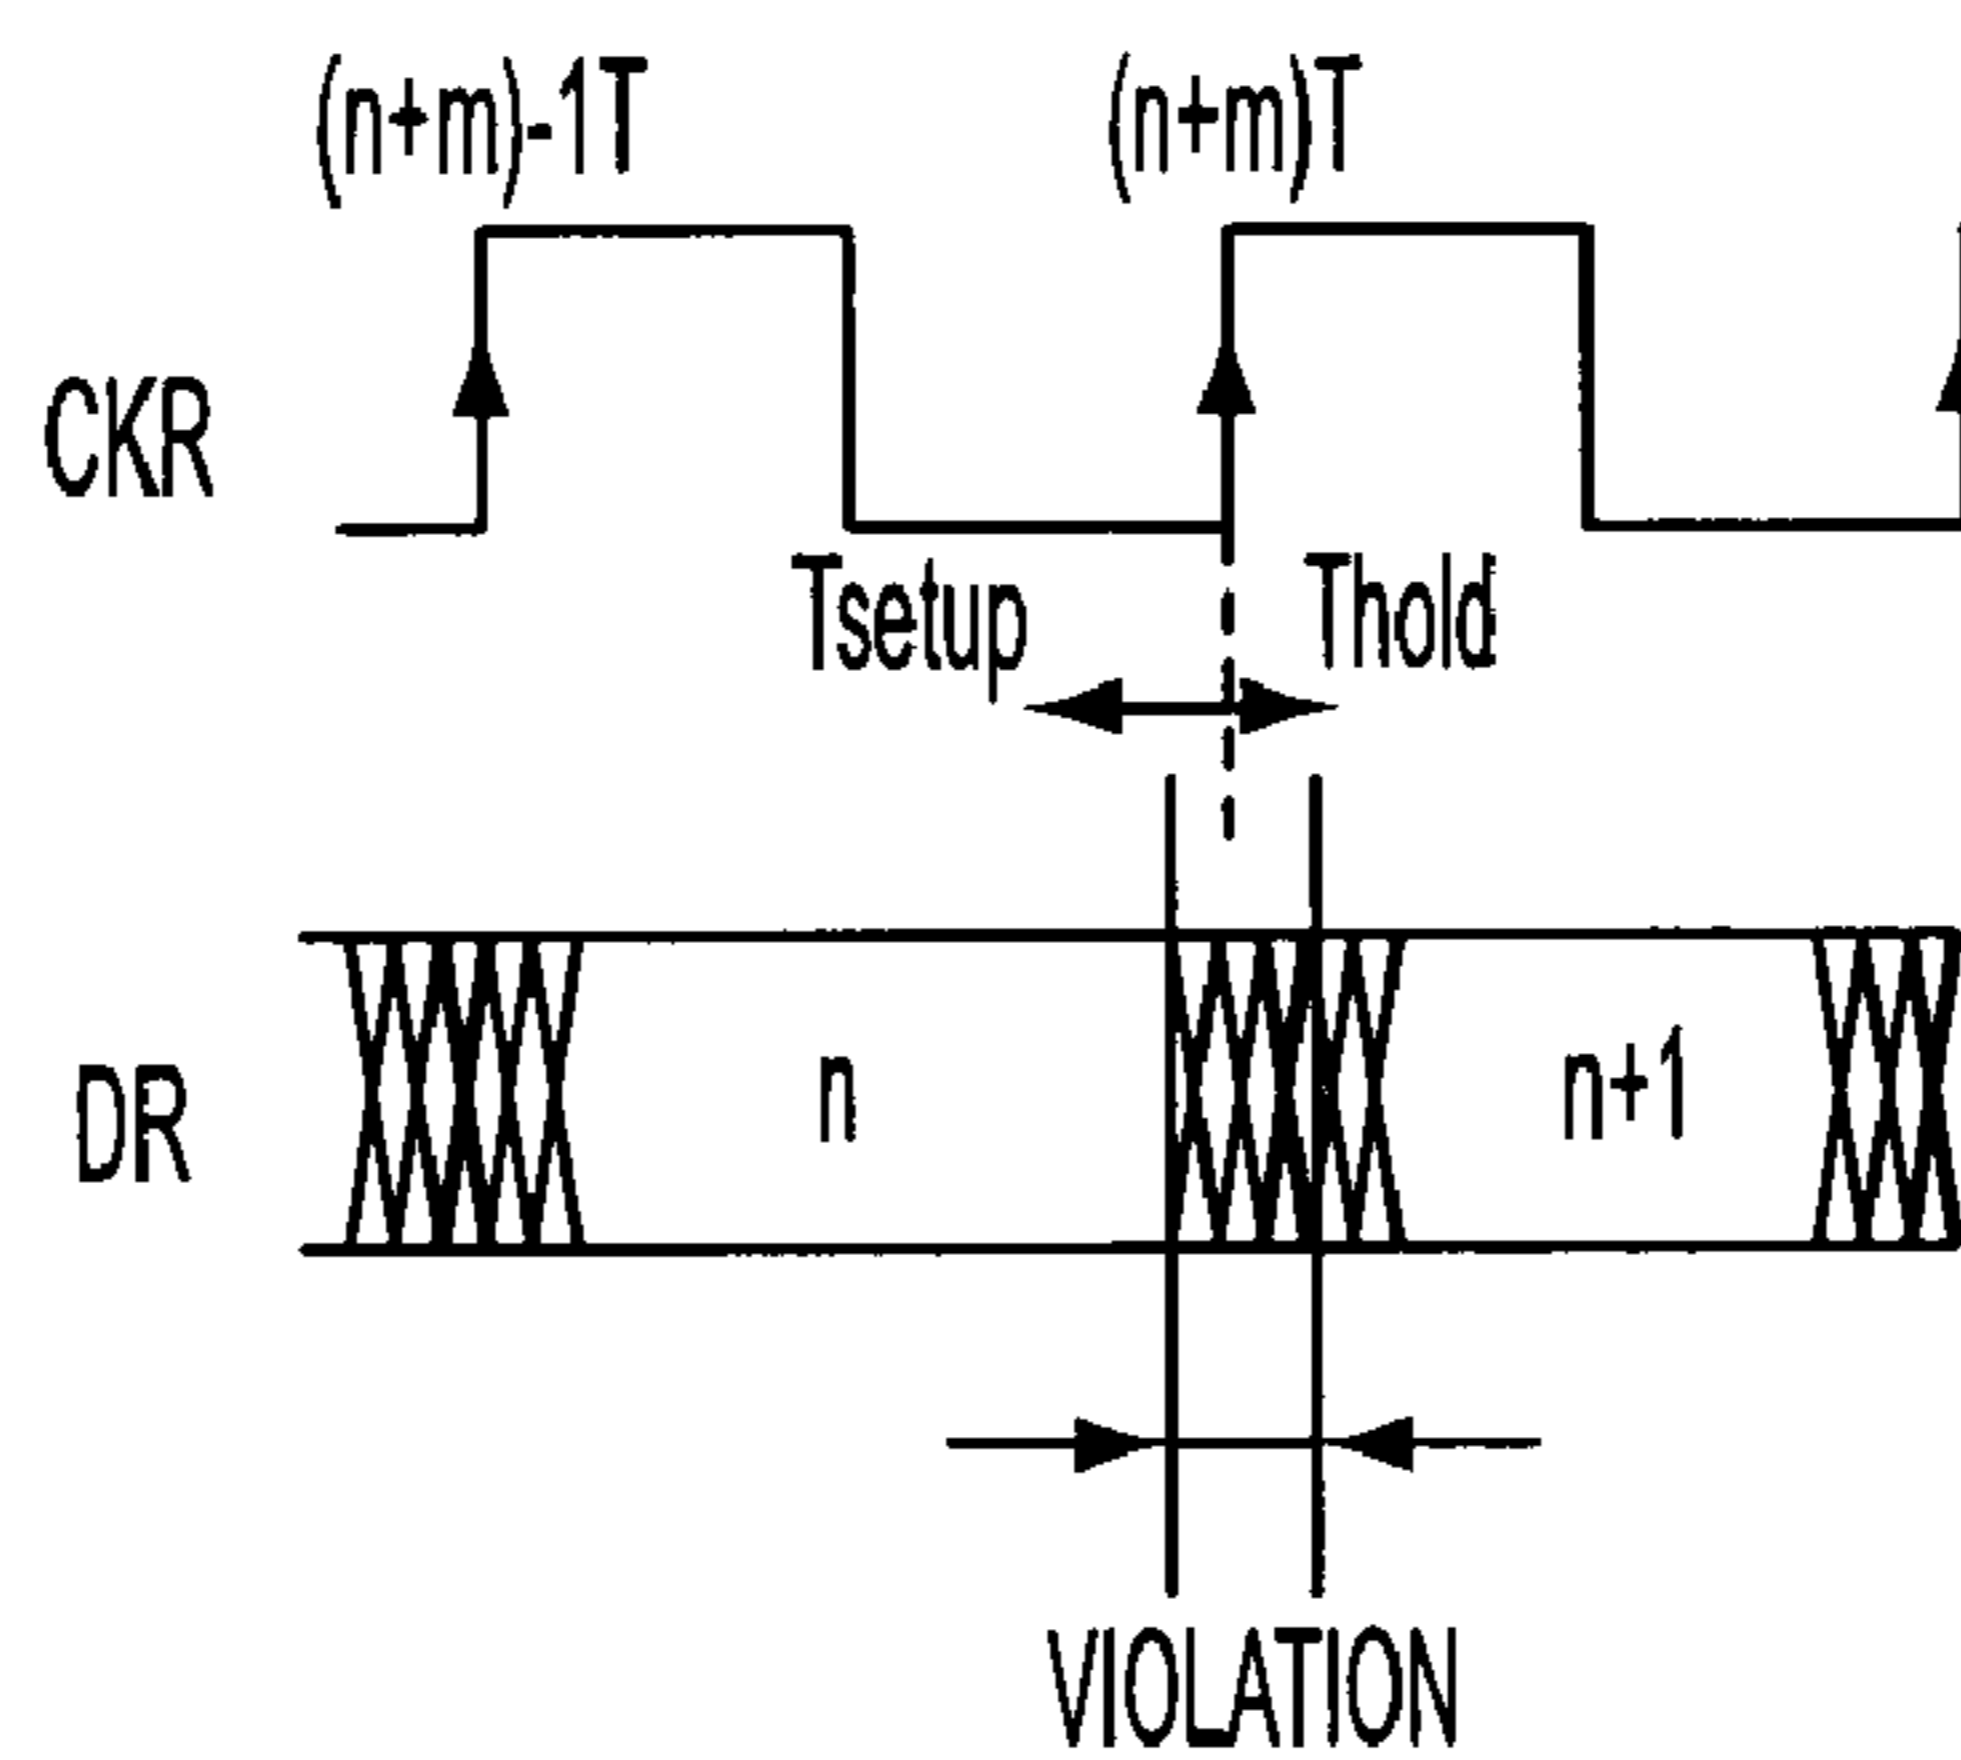 (n+m)-1T
(n+m)T
CKR
Tsetup
Thold
DR
n
n+1
VIOLATION